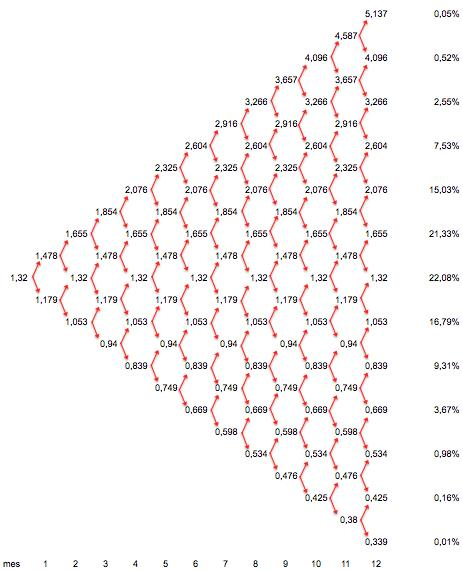 5,137 0,05%
4,587
4,096 4,096 0,52%
3,657 3,657
3,266 3,266 3,266 2,55%
2,916 2,916 2,916
2,604 2,604 2,604 2,604 7,53%
2,325 2,325 2,325 2,325
2,076 2,076 2,076 2,076 2,076 15,03%
1,854 1,854 1,854 1,854 1,854
1,655 1,655 1,655 1,655 1,655 1,655 21,33%
1,478 1,478 1,478 1,478 1,478 1,478
1,32 1,32 1,32 1,32 1,32 1,32 1,32 22,08%
1,179 1,179 1,179 1,179 1,179 1,179
1,053 1,053 1,053 1,053 1,053 1,053 16,79%
0,94 0,94 0,94 0,94 0,94
0,839 0,839 0,839 0,839 0,839 9,31%
0,749 0,749 0,749 0,749
0,669 0,669 0,669 0,669 3,67%
0,598 0,598 0,598
0,534 0,534 0,534 0,98%
0,476 0,476
0,425 0,425 0,16%
0,38
0,339 0,01%
mes 1 2 3 4 5 6 7 8 9 10 11 12